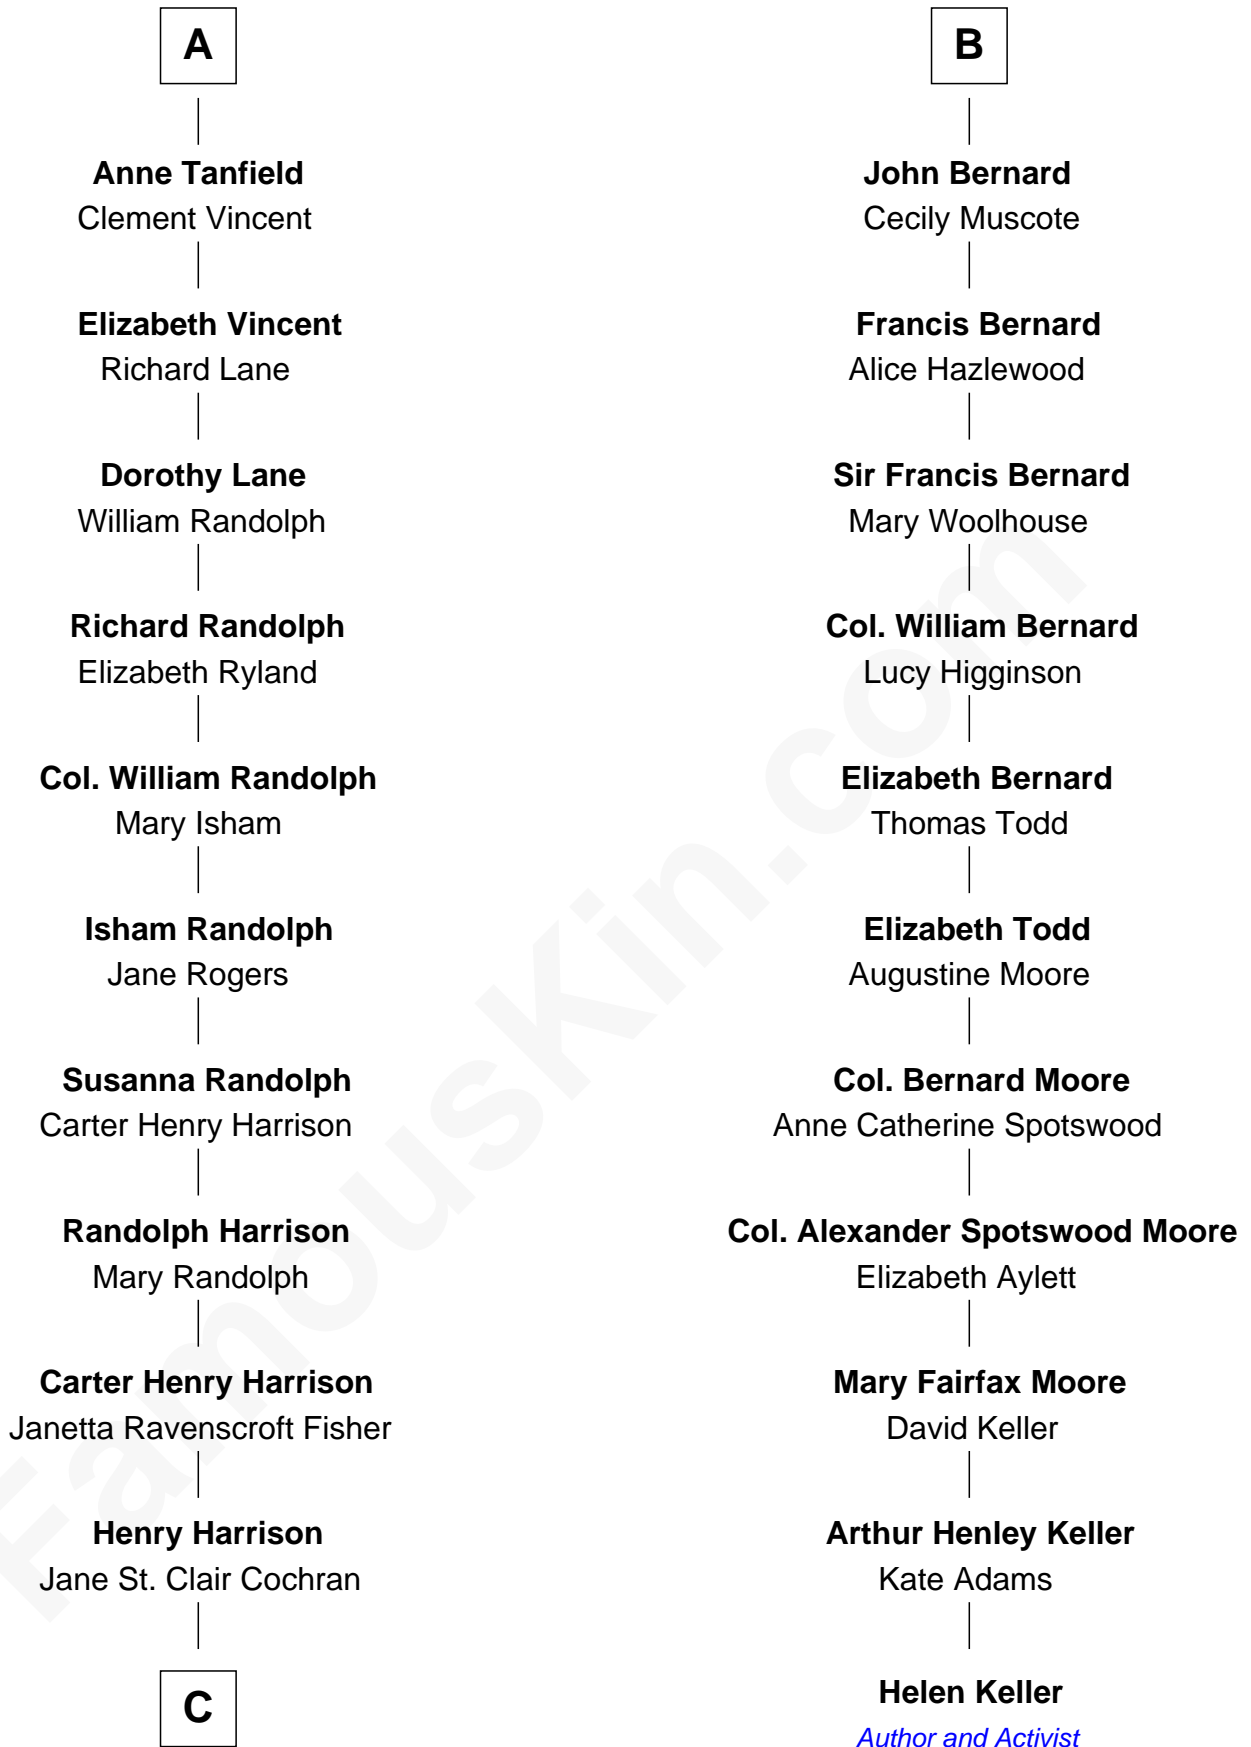 A
Anne Tanfield
Clement Vincent
Elizabeth Vincent
Richard Lane
Dorothy Lane
William Randolph
Richard Randolph
Elizabeth Ryland
Col. William Randolph
Mary Isham
Isham Randolph
Jane Rogers
Susanna Randolph
Carter Henry Harrison
Randolph Harrison
Mary Randolph
Carter Henry Harrison
Janetta Ravenscroft Fisher
Henry Harrison
Jane St. Clair Cochran
C
B
John Bernard
Cecily Muscote
Francis Bernard
Alice Hazlewood
Sir Francis Bernard
Mary Woolhouse
Col. William Bernard
Lucy Higginson
Elizabeth Bernard
Thomas Todd
Elizabeth Todd
Augustine Moore
Col. Bernard Moore
Anne Catherine Spotswood
Col. Alexander Spotswood Moore
Elizabeth Aylett
Mary Fairfax Moore
David Keller
Arthur Henley Keller
Kate Adams
Helen Keller
Author and Activist
FamousKin.com